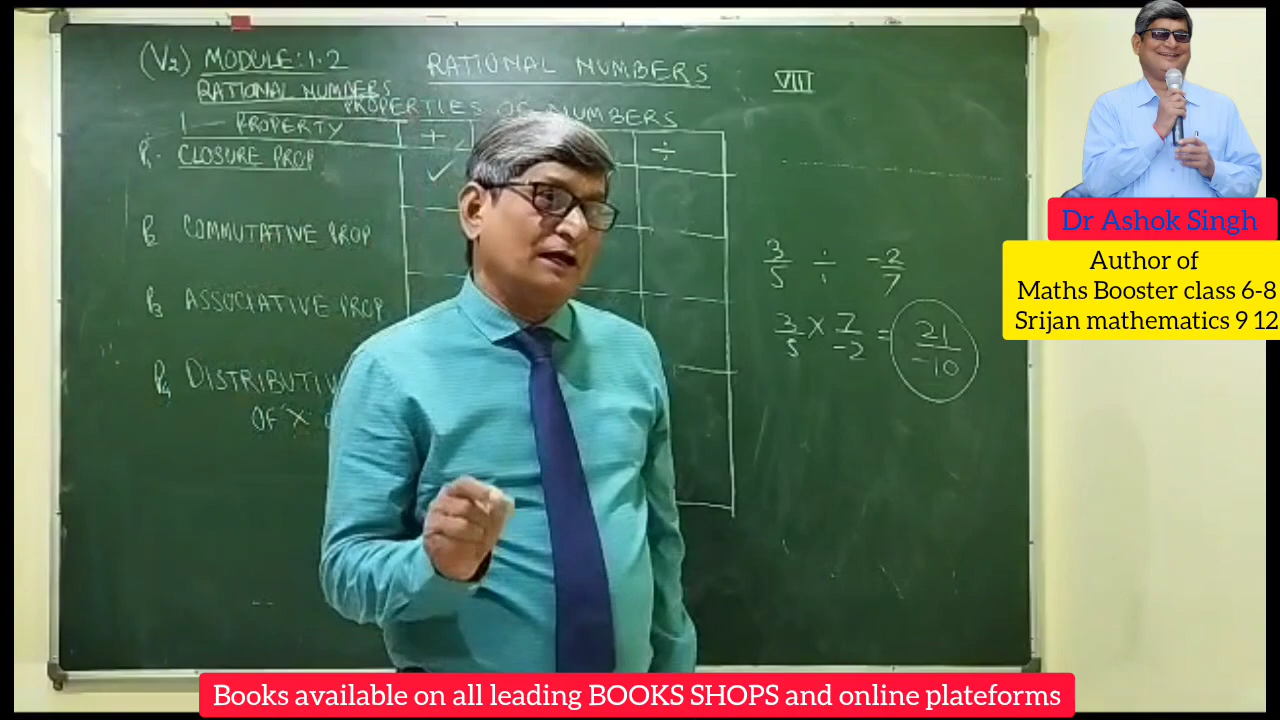 (V2) MODULE: 1.2
RATIONAL NUMBERS
VIII
RATIONAL NUMBERS
PROPERTIES OF NUMBERS
PROPERTY + ÷
P1. CLOSURE PROP ✓
P2 COMMUTATIVE PROP
P3 ASSOCIATIVE PROP
P4 DISTRIBUTIV
OF X
3/5 ÷ -2/7
3/5 × 7/-2 = 21/-10
Dr Ashok Singh
Author of
Maths Booster class 6-8
Srijan mathematics 9 12
Books available on all leading BOOKS SHOPS and online plateforms